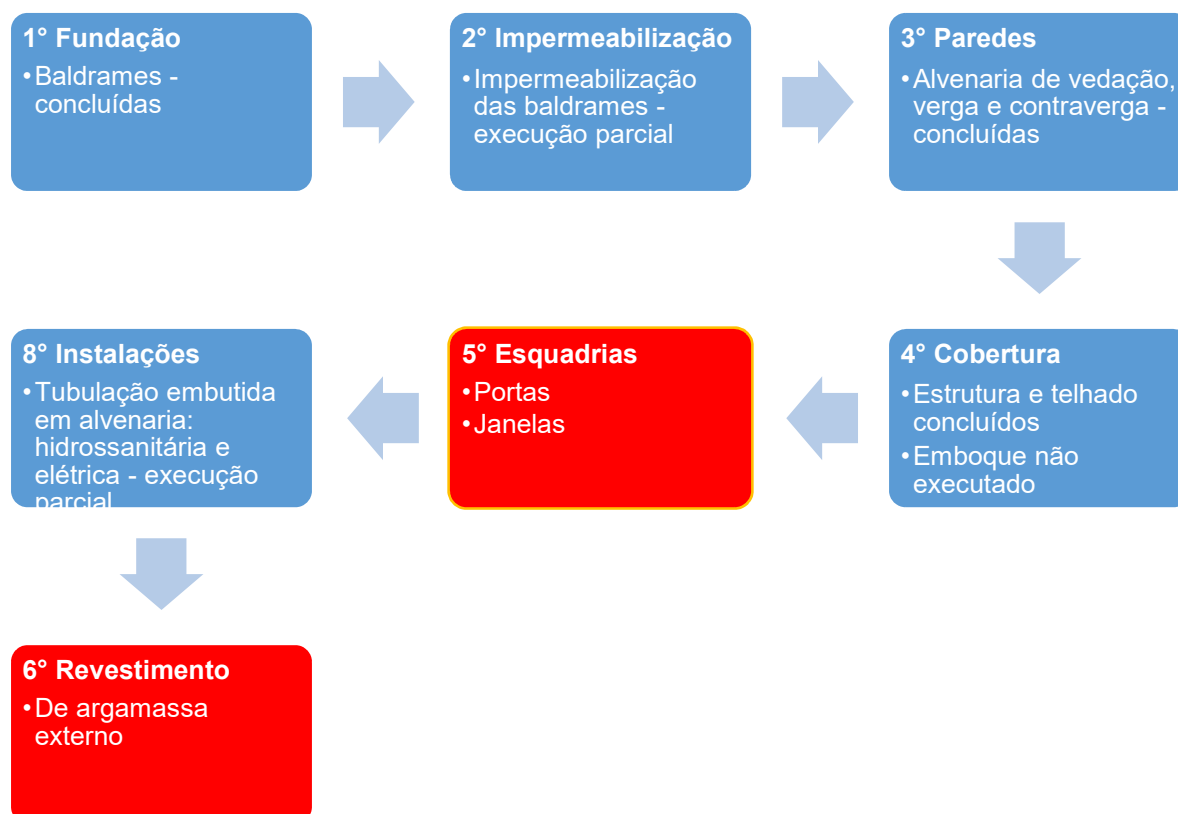 1° Fundação
•Baldrames -
concluídas
2° Impermeabilização
•Impermeabilização
das baldrames -
execução parcial
3° Paredes
•Alvenaria de vedação,
verga e contraverga -
concluídas
4° Cobertura
•Estrutura e telhado
concluídos
•Emboque não
executado
5° Esquadrias
•Portas
•Janelas
8° Instalações
•Tubulação embutida
em alvenaria:
hidrossanitária e
elétrica - execução
parcial
6° Revestimento
•De argamassa
externo